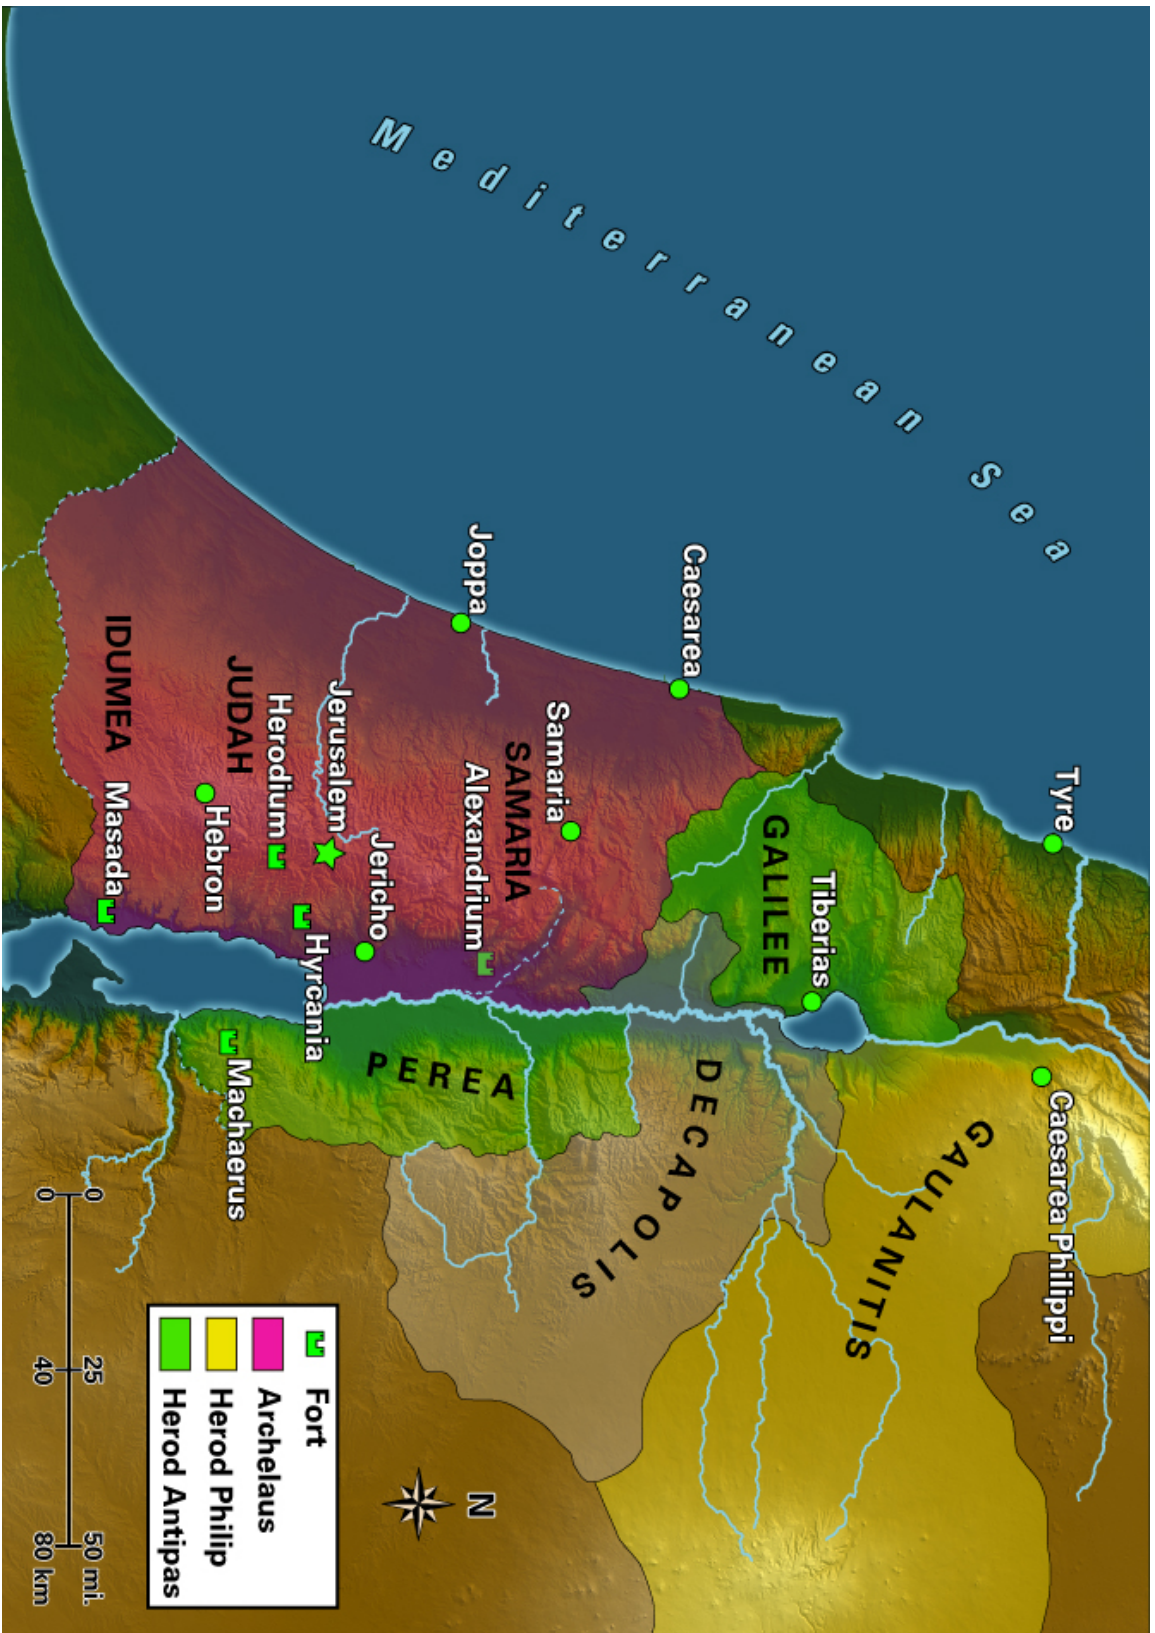 Mediterranean Sea
Tyre
Caesarea Philippi
GAULANITIS
GALILEE
Tiberias
DECAPOLIS
Caesarea
Samaria
SAMARIA
Alexandrium
Joppa
PEREA
Jericho
Jerusalem
Hyrcania
Herodium
JUDAH
Hebron
Machaerus
IDUMEA
Masada
N
Fort
Archelaus
Herod Philip
Herod Antipas
0 25 50 mi.
0 40 80 km